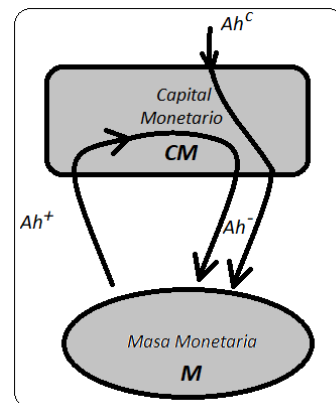 Ah^c
Capital
Monetario
CM
Ah^+
Ah^-
Masa Monetaria
M